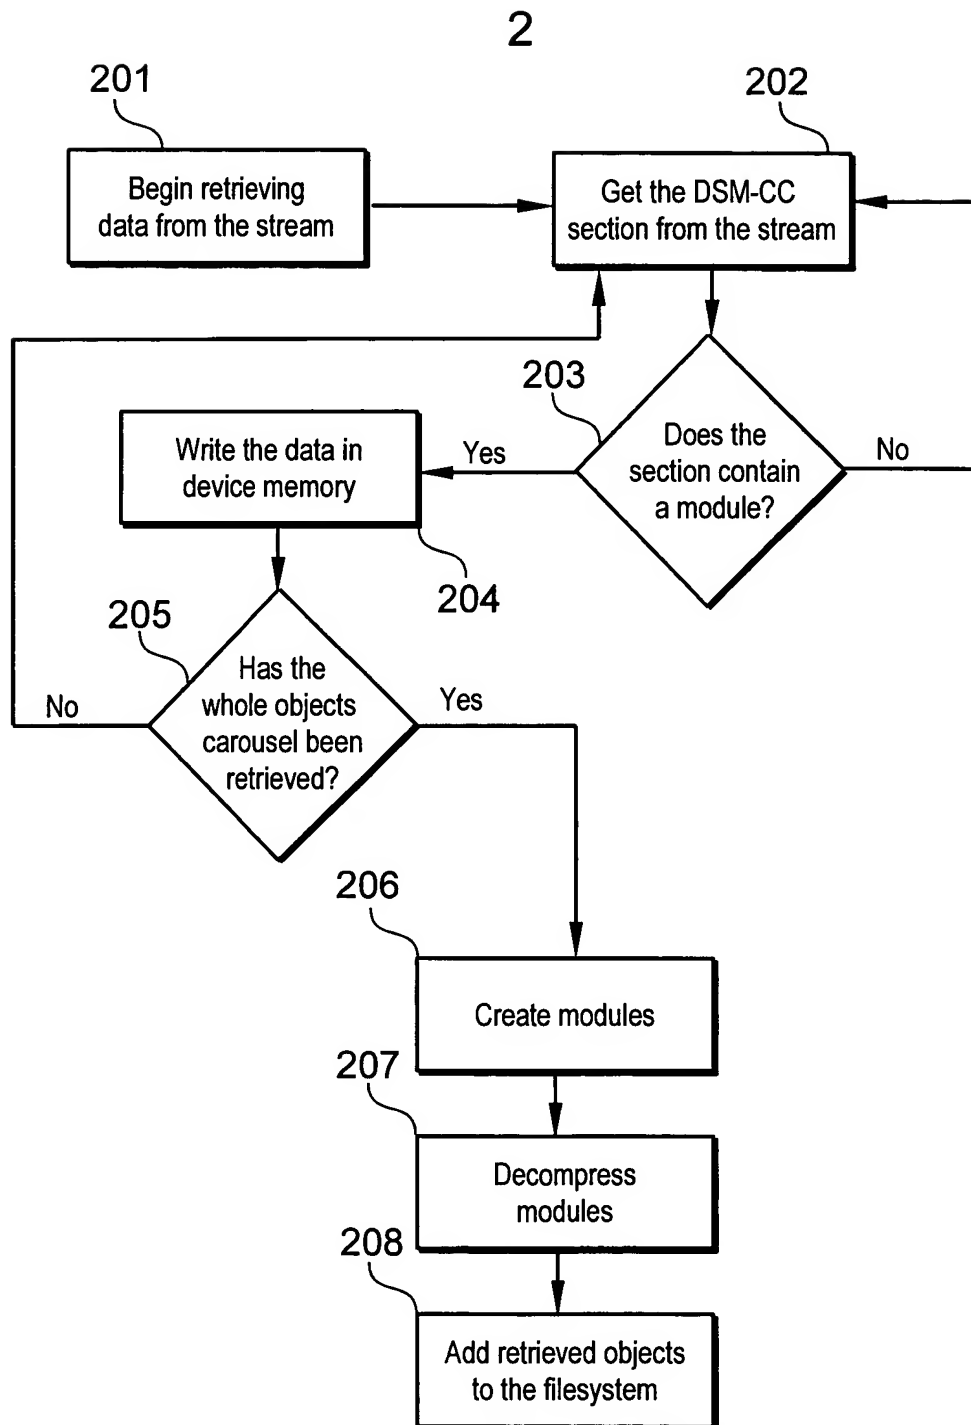 2
201
202
Begin retrieving
data from the stream
Get the DSM-CC
section from the stream
203
Does the
section contain
a module?
Yes
No
Write the data in
device memory
204
205
Has the
whole objects
carousel been
retrieved?
No
Yes
206
Create modules
207
Decompress
modules
208
Add retrieved objects
to the filesystem